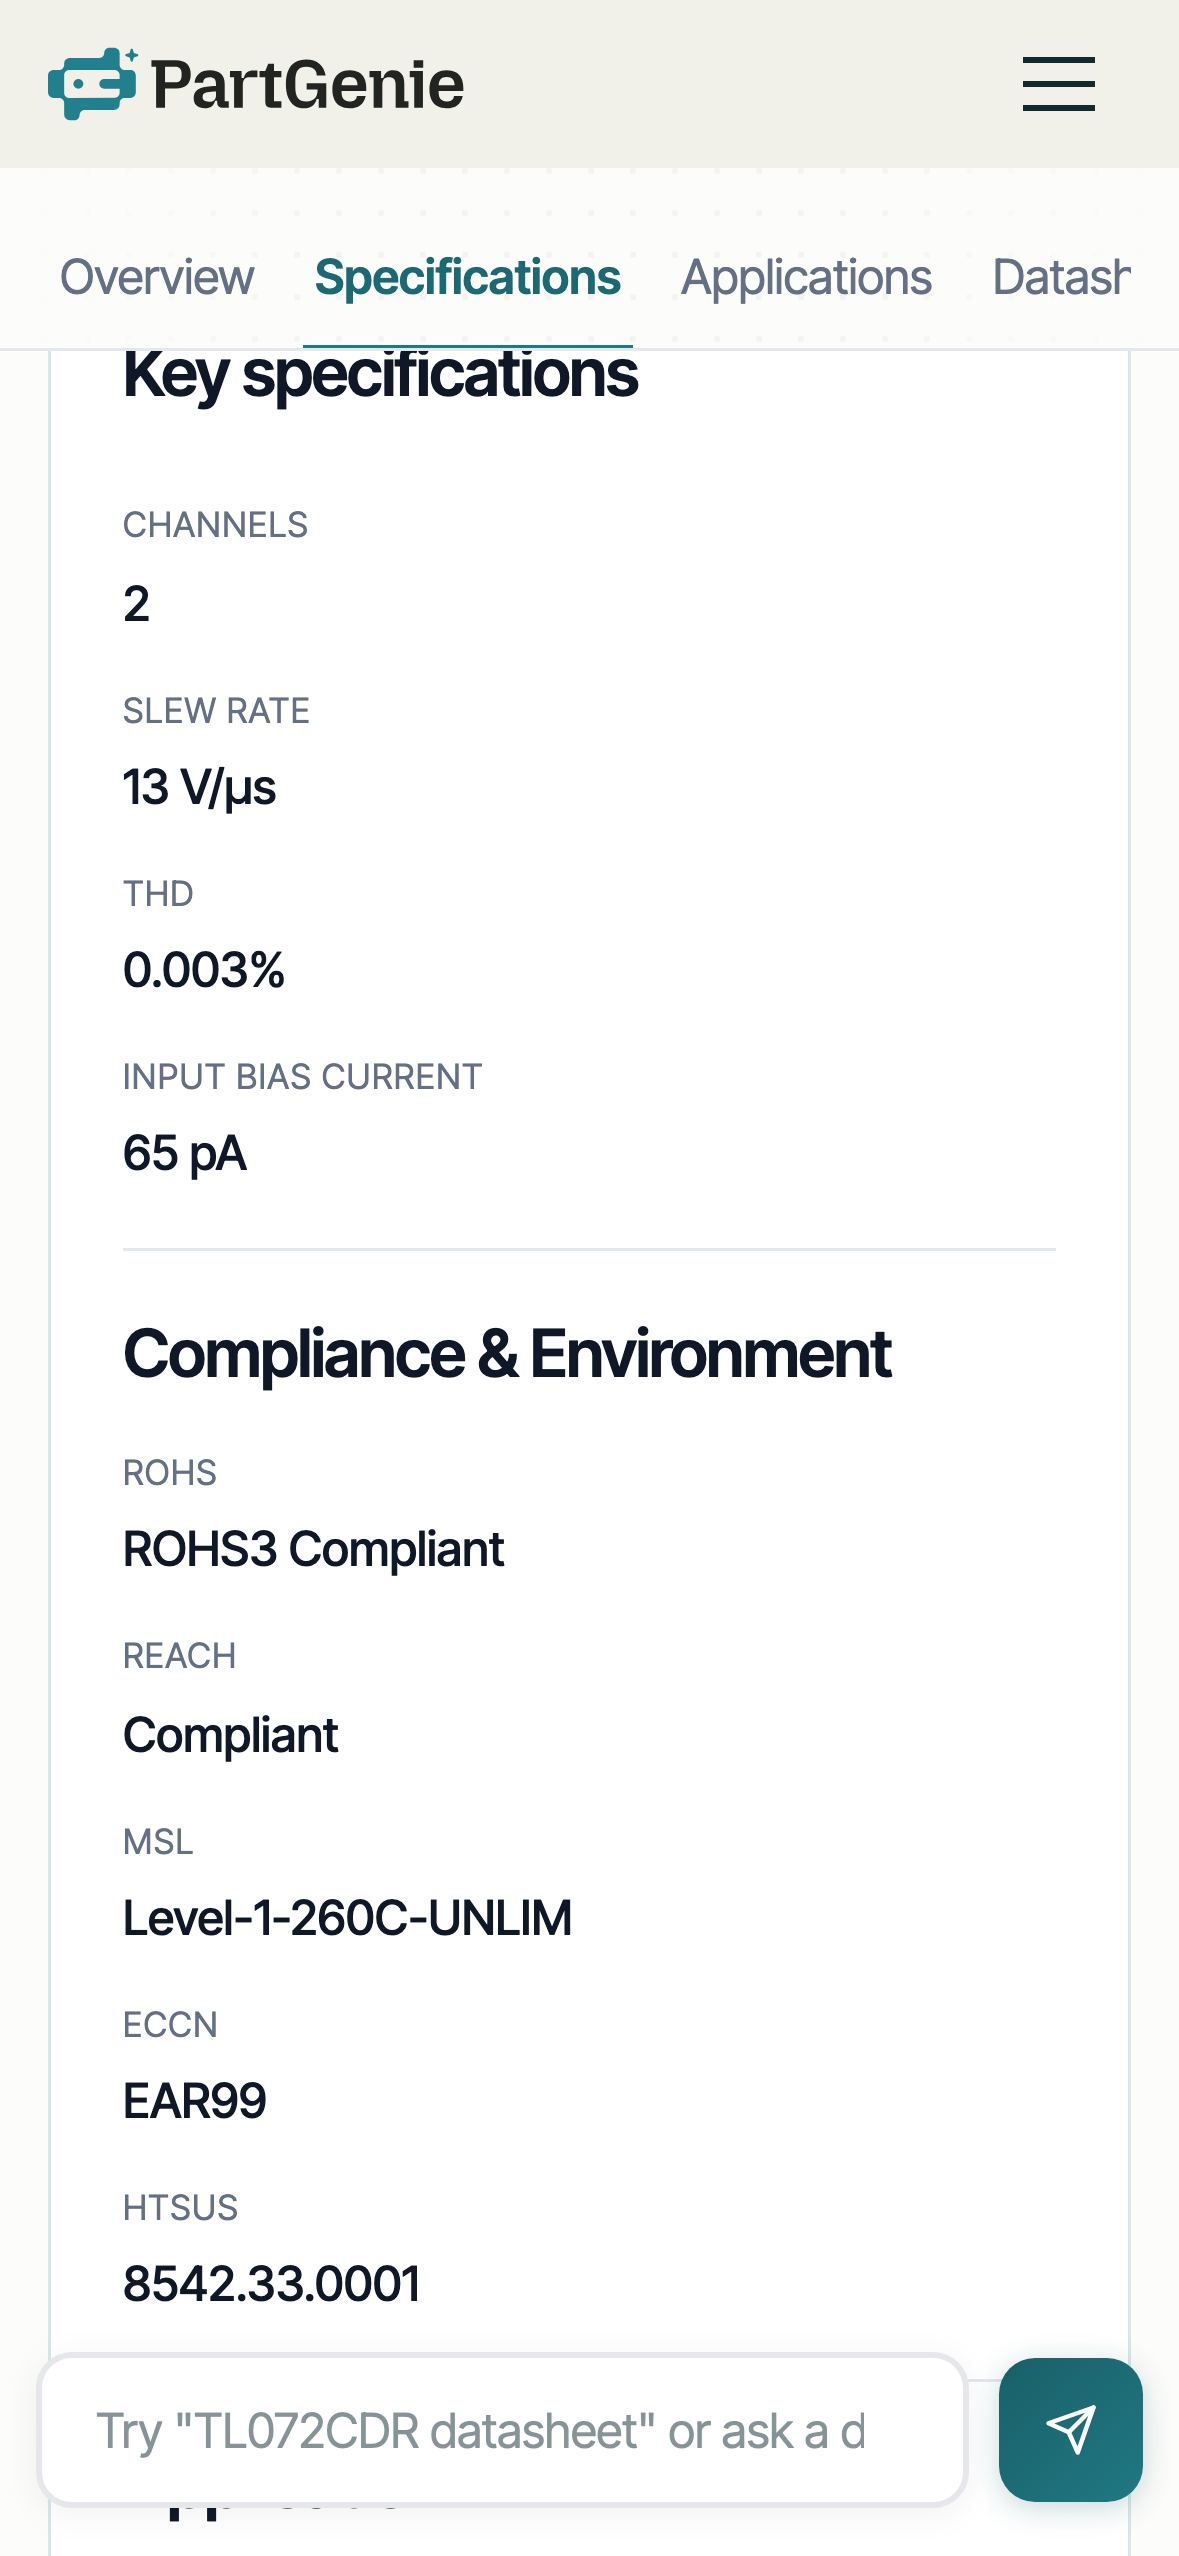 PartGenie
Overview Specifications Applications Datash
Key specifications
CHANNELS
2
SLEW RATE
13 V/µs
THD
0.003%
INPUT BIAS CURRENT
65 pA
Compliance & Environment
ROHS
ROHS3 Compliant
REACH
Compliant
MSL
Level-1-260C-UNLIM
ECCN
EAR99
HTSUS
8542.33.0001
Try "TL072CDR datasheet" or ask a d